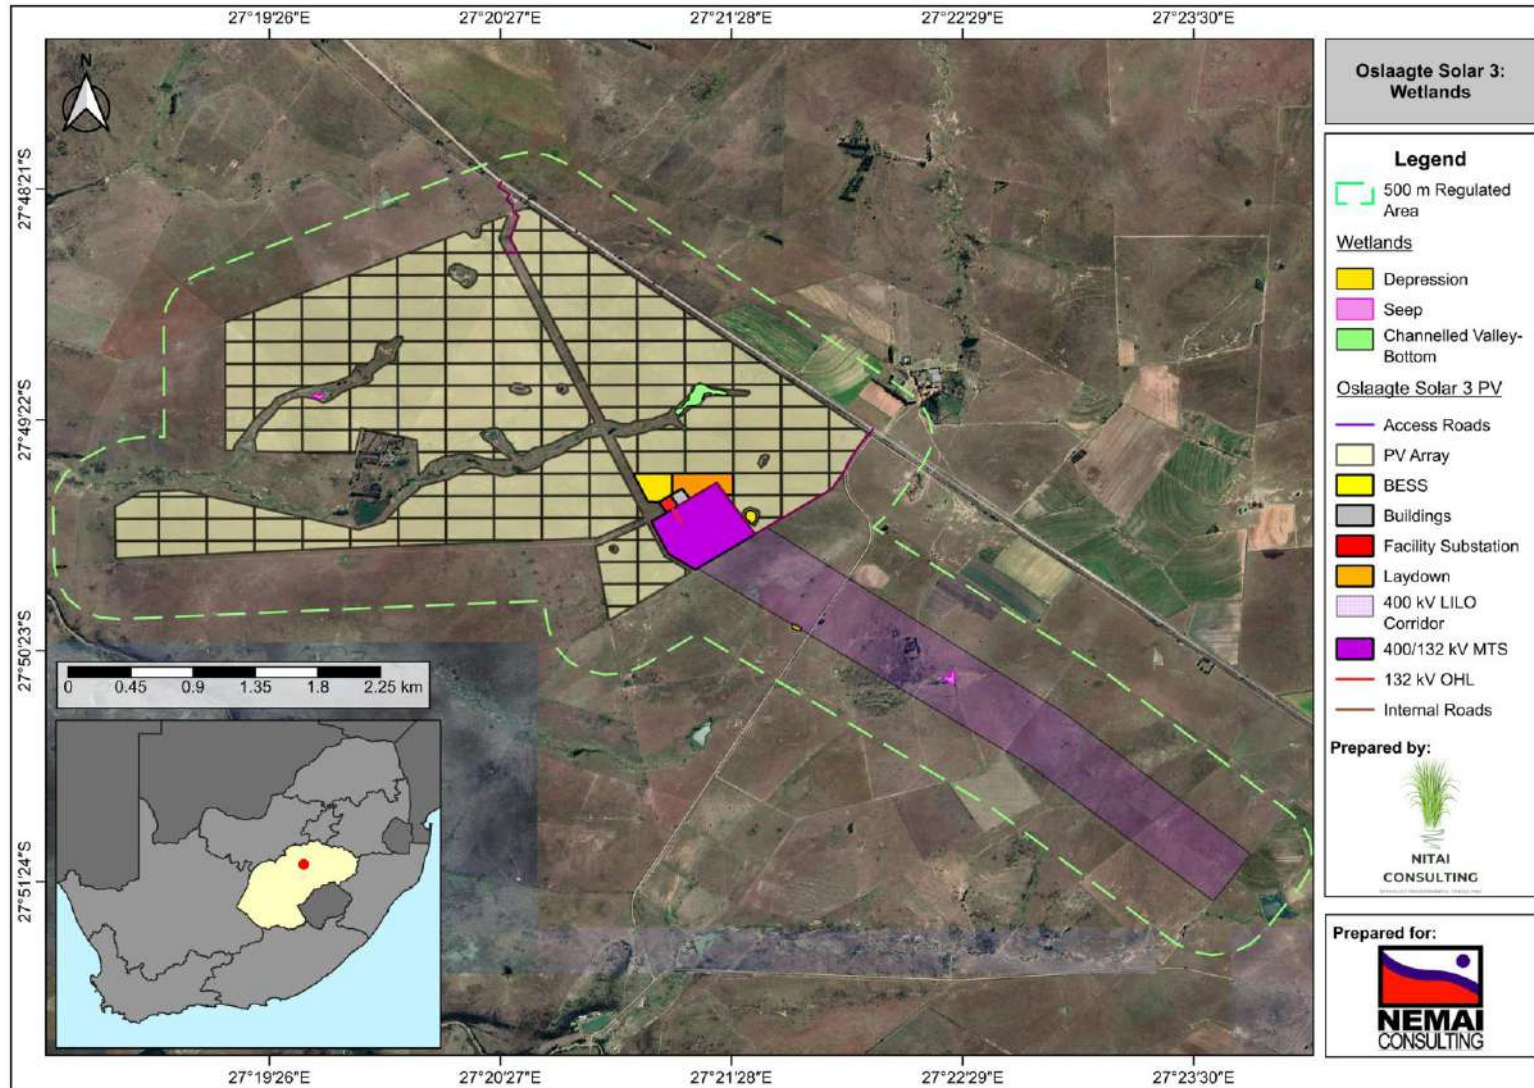 27°19′26″E 27°20′27″E 27°21′28″E 27°22′29″E 27°23′30″E
N
27°48′21″S
27°49′22″S
27°50′23″S
27°51′24″S
0 0.45 0.9 1.35 1.8 2.25 km
27°19′26″E 27°20′27″E 27°21′28″E 27°22′29″E 27°23′30″E
Oslaagte Solar 3:
Wetlands
Legend
500 m Regulated
Area
Wetlands
Depression
Seep
Channelled Valley-
Bottom
Oslaagte Solar 3 PV
Access Roads
PV Array
BESS
Buildings
Facility Substation
Laydown
400 kV LILO
Corridor
400/132 kV MTS
132 kV OHL
Internal Roads
Prepared by:
NITAI
CONSULTING
Prepared for:
NEMAI
CONSULTING